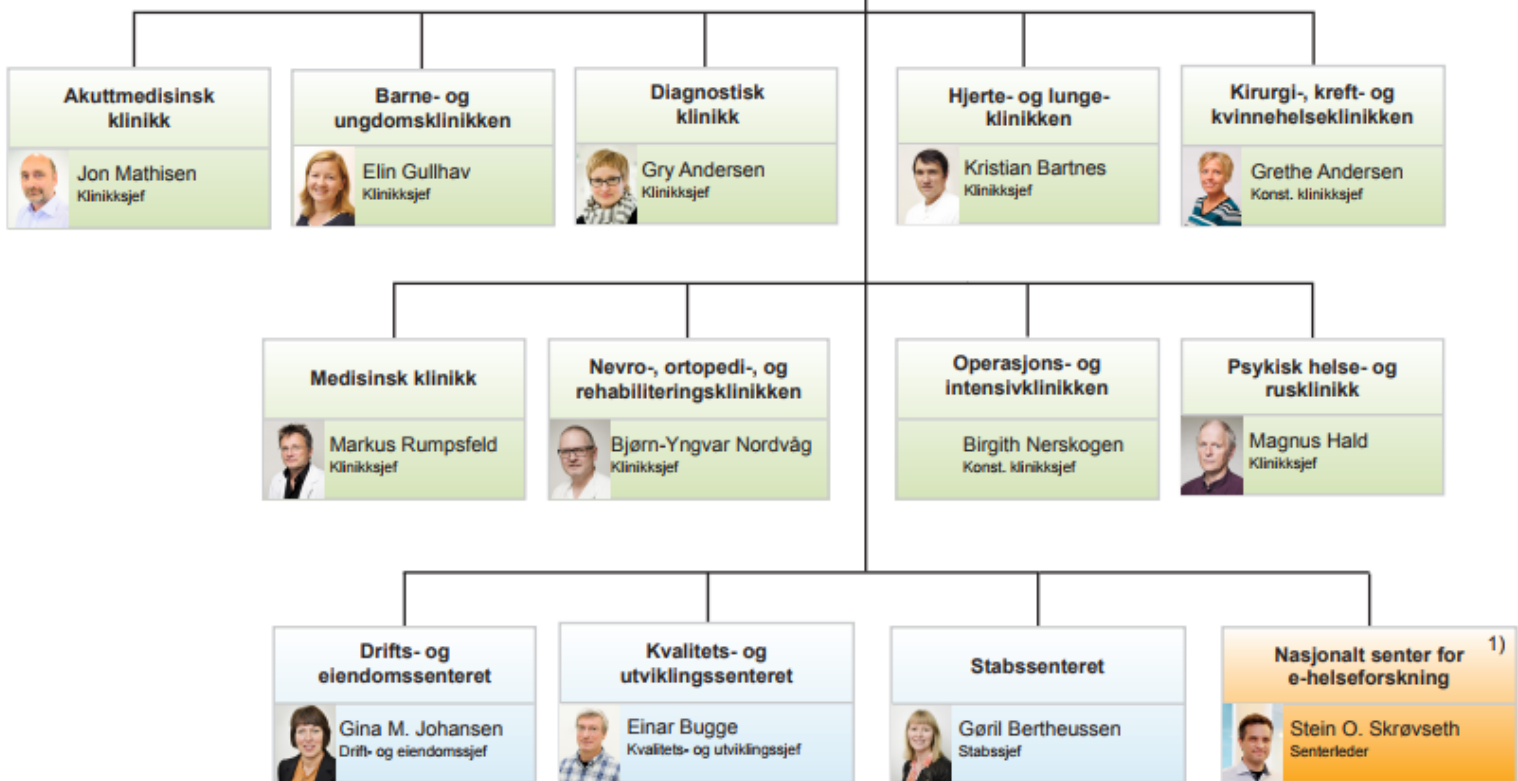 Akuttmedisinsk
klinikk
Jon Mathisen
Klinikksjef
Barne- og
ungdomsklinikken
Elin Gullhav
Klinikksjef
Diagnostisk
klinikk
Gry Andersen
Klinikksjef
Hjerte- og lunge-
klinikken
Kristian Bartnes
Klinikksjef
Kirurgi-, kreft- og
kvinnehelseklinikken
Grethe Andersen
Konst. klinikksjef
Medisinsk klinikk
Markus Rumpsfeld
Klinikksjef
Nevro-, ortopedi-, og
rehabiliteringsklinikken
Bjørn-Yngvar Nordvåg
Klinikksjef
Operasjons- og
intensivklinikken
Birgith Nerskogen
Konst. klinikksjef
Psykisk helse- og
rusklinikk
Magnus Hald
Klinikksjef
Drifts- og
eiendomssenteret
Gina M. Johansen
Drift- og eiendomssjef
Kvalitets- og
utviklingssenteret
Einar Bugge
Kvalitets- og utviklingssjef
Stabssenteret
Gøril Bertheussen
Stabssjef
Nasjonalt senter for 1)
e-helseforskning
Stein O. Skrøvseth
Senterleder